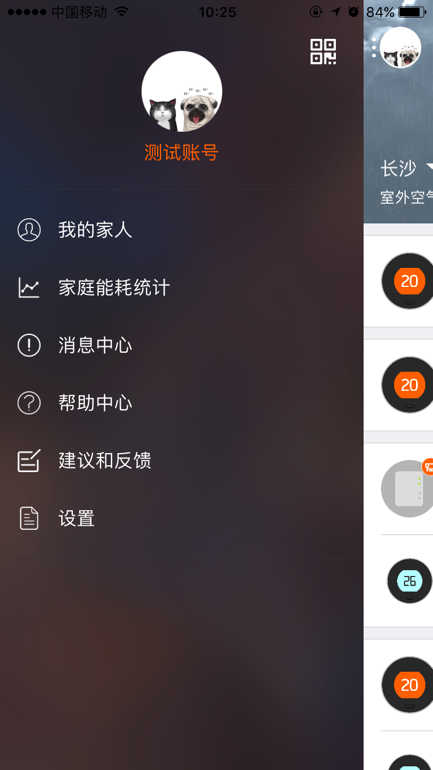 中国移动 10:25 84%
测试账号
我的家人
家庭能耗统计
消息中心
帮助中心
建议和反馈
设置
长沙
室外空气
20
20
26
20